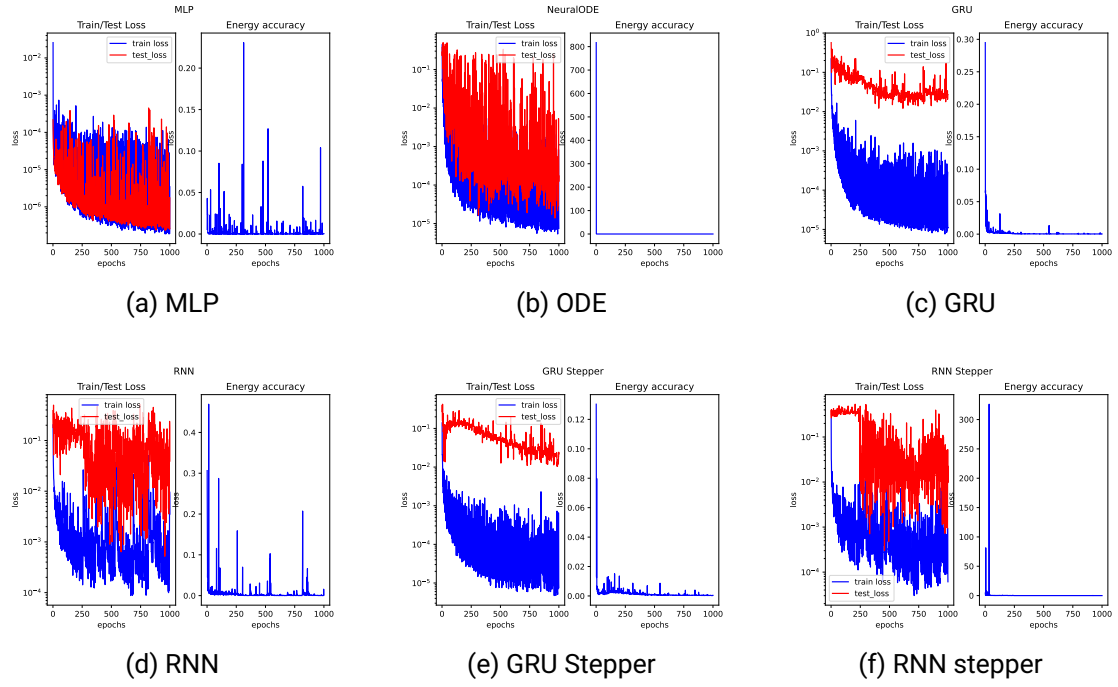 MLP
Train/Test Loss Energy accuracy
train loss
test_loss
10⁻²
10⁻³
10⁻⁴
10⁻⁵
10⁻⁶
loss
0.20
0.15
0.10
0.05
0.00
loss
0 250 500 750 1000 0 250 500 750 1000
epochs epochs
(a) MLP
NeuralODE
Train/Test Loss Energy accuracy
train loss
test_loss
10⁻¹
10⁻²
10⁻³
10⁻⁴
10⁻⁵
loss
800
700
600
500
400
300
200
100
0
loss
0 250 500 750 1000 0 250 500 750 1000
epochs epochs
(b) ODE
GRU
Train/Test Loss Energy accuracy
train loss
test_loss
10⁰
10⁻¹
10⁻²
10⁻³
10⁻⁴
10⁻⁵
loss
0.30
0.25
0.20
0.15
0.10
0.05
0.00
loss
0 250 500 750 1000 0 250 500 750 1000
epochs epochs
(c) GRU
RNN
Train/Test Loss Energy accuracy
train loss
test_loss
10⁻¹
10⁻²
10⁻³
10⁻⁴
loss
0.4
0.3
0.2
0.1
0.0
loss
0 250 500 750 1000 0 250 500 750 1000
epochs epochs
(d) RNN
GRU Stepper
Train/Test Loss Energy accuracy
train loss
test_loss
10⁻¹
10⁻²
10⁻³
10⁻⁴
10⁻⁵
loss
0.12
0.10
0.08
0.06
0.04
0.02
0.00
loss
0 250 500 750 1000 0 250 500 750 1000
epochs epochs
(e) GRU Stepper
RNN Stepper
Train/Test Loss Energy accuracy
train loss
test_loss
10⁻¹
10⁻²
10⁻³
10⁻⁴
loss
300
250
200
150
100
50
0
loss
0 250 500 750 1000 0 250 500 750 1000
epochs epochs
(f) RNN stepper